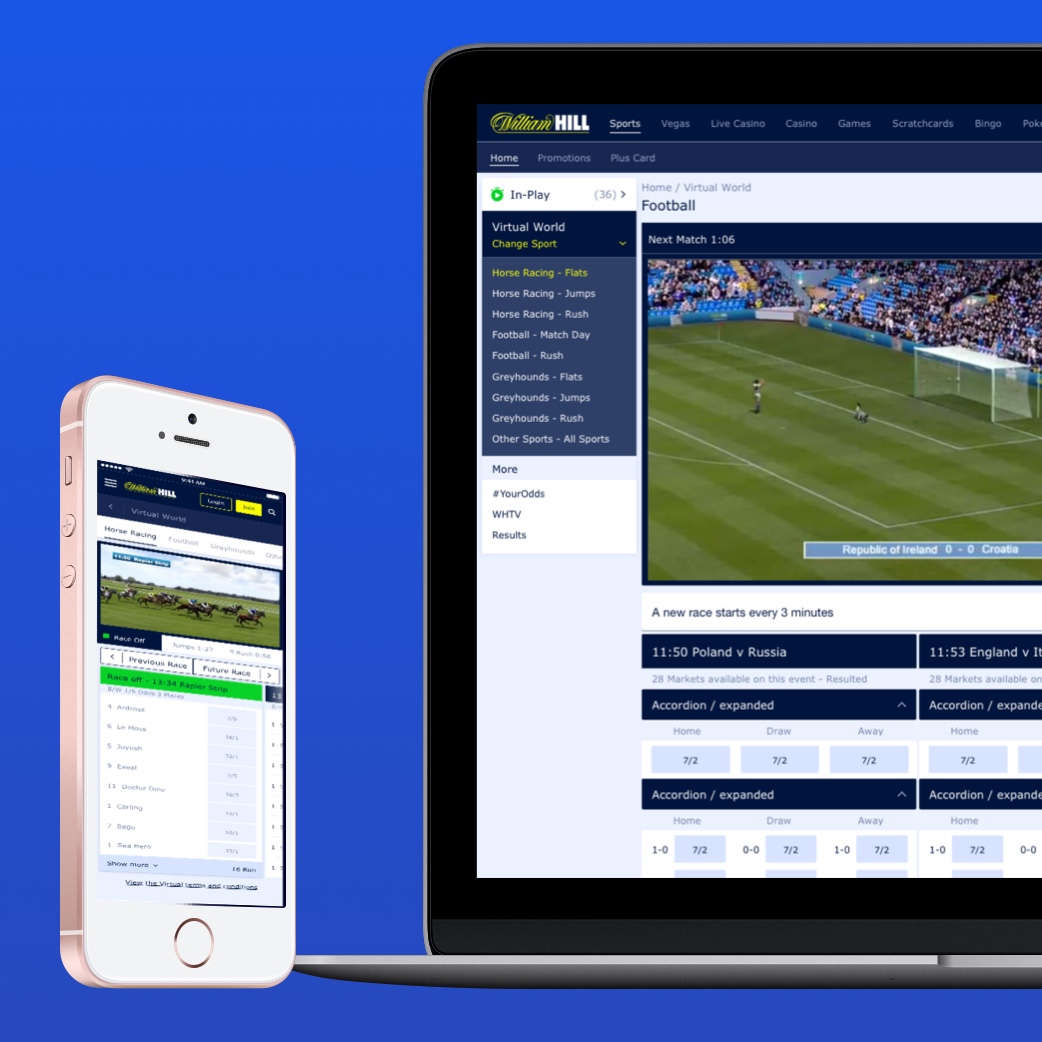 William HILL
Sports Vegas Live Casino Casino Games Scratchcards Bingo
Home Promotions Plus Card
In-Play (36)
Home / Virtual World
Football
Virtual World
Change Sport
Next Match 1:06
Horse Racing - Flats
Horse Racing - Jumps
Horse Racing - Rush
Football - Match Day
Football - Rush
Greyhounds - Flats
Greyhounds - Jumps
Greyhounds - Rush
Other Sports - All Sports
More
#YourOdds
WHTV
Results
Republic of Ireland 0 - 0 Croatia
A new race starts every 3 minutes
11:50 Poland v Russia 11:53 England v It
28 Markets available on this event - Resulted 28 Markets available on
Accordion / expanded Accordion / expande
Home Draw Away Home
7/2 7/2 7/2 7/2
Accordion / expanded Accordion / expande
Home Draw Away Home
1-0 7/2 0-0 7/2 1-0 7/2 1-0 7/2 0-0
9:41 AM
William HILL Login Join
Virtual World
Horse Racing Football Greyhounds
11:50 Rapier Strip
Race Off Jumps 1:27 Rush 0:56
Previous Race Future Race
Race off - 13:34 Rapier Strip
E/W 1/5 Odds 3 Places
4 Ardross
6 Le Moss
5 Juyush
9 Exeat
11 Doctor Dino
1 Carling
7 Bagu
1 Sea Hero
Show more 16 Run
View the Virtual terms and conditions